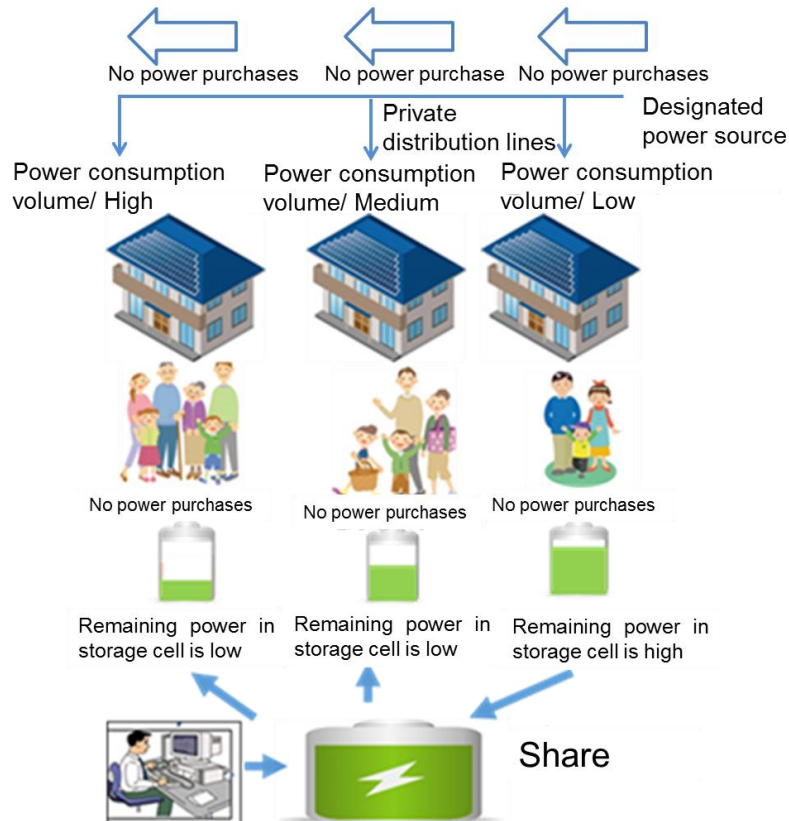 No power purchases
No power purchase
No power purchases
Private
distribution lines
Designated
power source
Power consumption
volume/ High
Power consumption
volume/ Medium
Power consumption
volume/ Low
No power purchases
No power purchases
No power purchases
Remaining power in
storage cell is low
Remaining power in
storage cell is low
Remaining power in
storage cell is high
Share